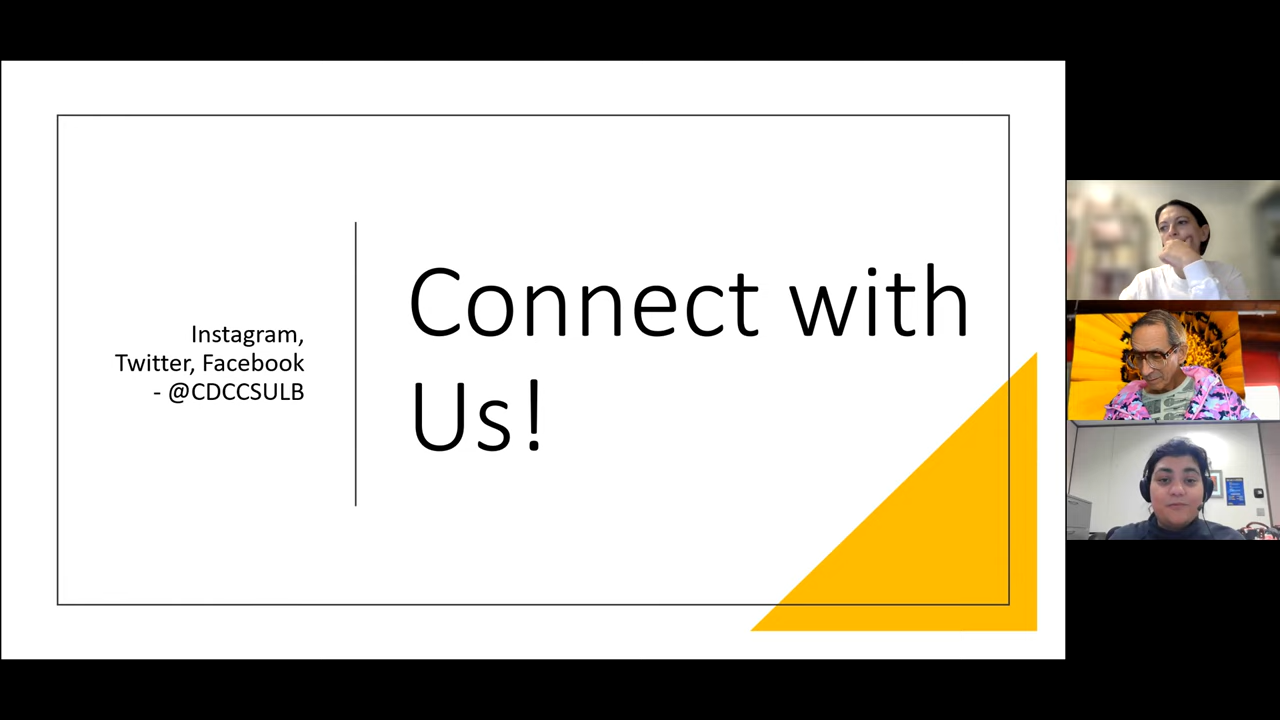 Instagram,
Twitter, Facebook
- @CDCCSULB
Connect with
Us!